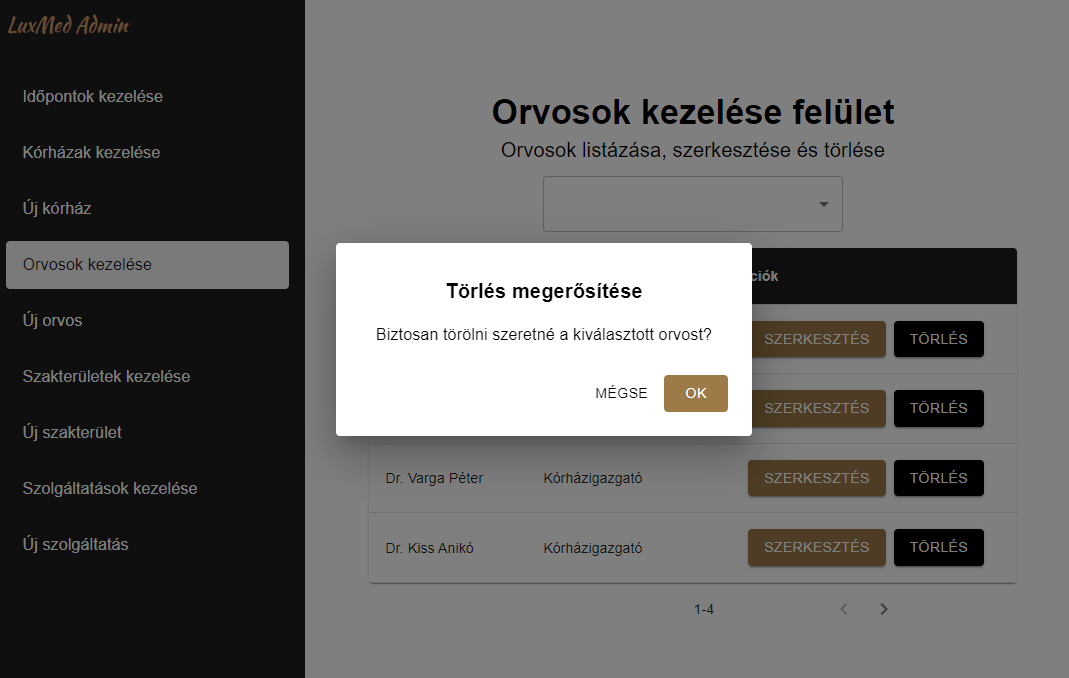 LuxMed Admin
Időpontok kezelése
Kórházak kezelése
Új kórház
Orvosok kezelése
Új orvos
Szakterületek kezelése
Új szakterület
Szolgáltatások kezelése
Új szolgáltatás
Orvosok kezelése felület
Orvosok listázása, szerkesztése és törlése
Törlés megerősítése
Biztosan törölni szeretné a kiválasztott orvost?
MÉGSE OK
SZERKESZTÉS TÖRLÉS
SZERKESZTÉS TÖRLÉS
Dr. Varga Péter Kórházigazgató SZERKESZTÉS TÖRLÉS
Dr. Kiss Anikó Kórházigazgató SZERKESZTÉS TÖRLÉS
1-4